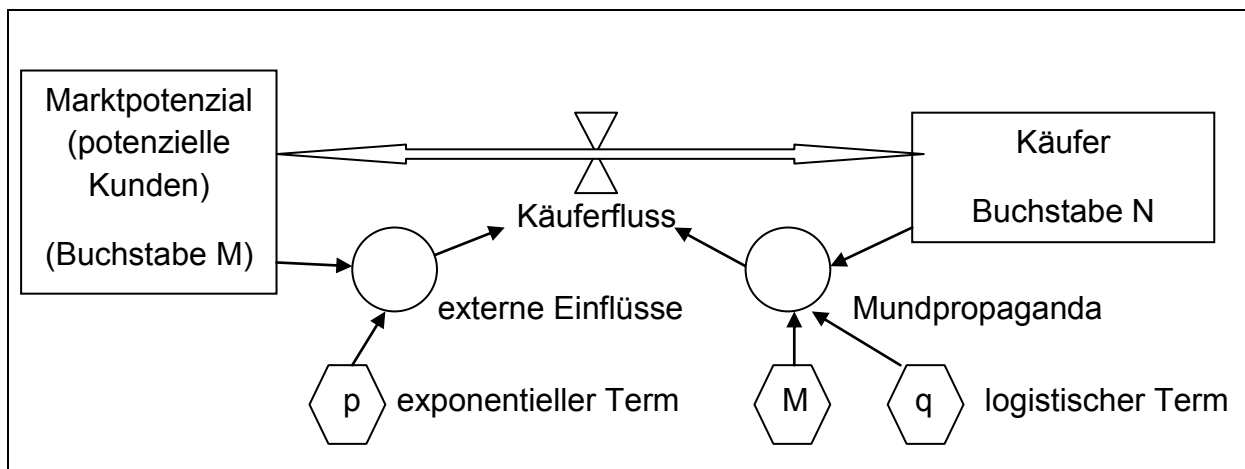 Marktpotenzial
(potenzielle
Kunden)
(Buchstabe M)
Käufer
Buchstabe N
Käuferfluss
externe Einflüsse
Mundpropaganda
p
exponentieller Term
M
q
logistischer Term